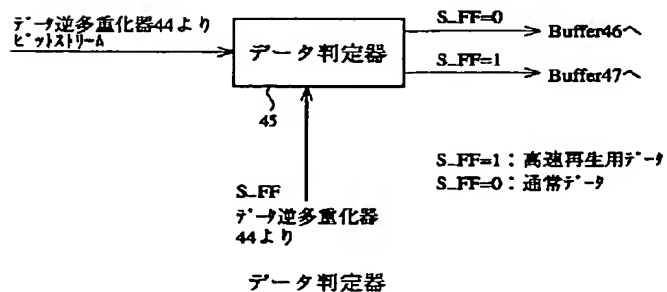 データ逆多重化器44より
ビットストリーム
データ判定器
45
S_FF=0
Buffer46へ
S_FF=1
Buffer47へ
S_FF
データ逆多重化器
44より
S_FF=1:高速再生用データ
S_FF=0:通常データ
データ判定器